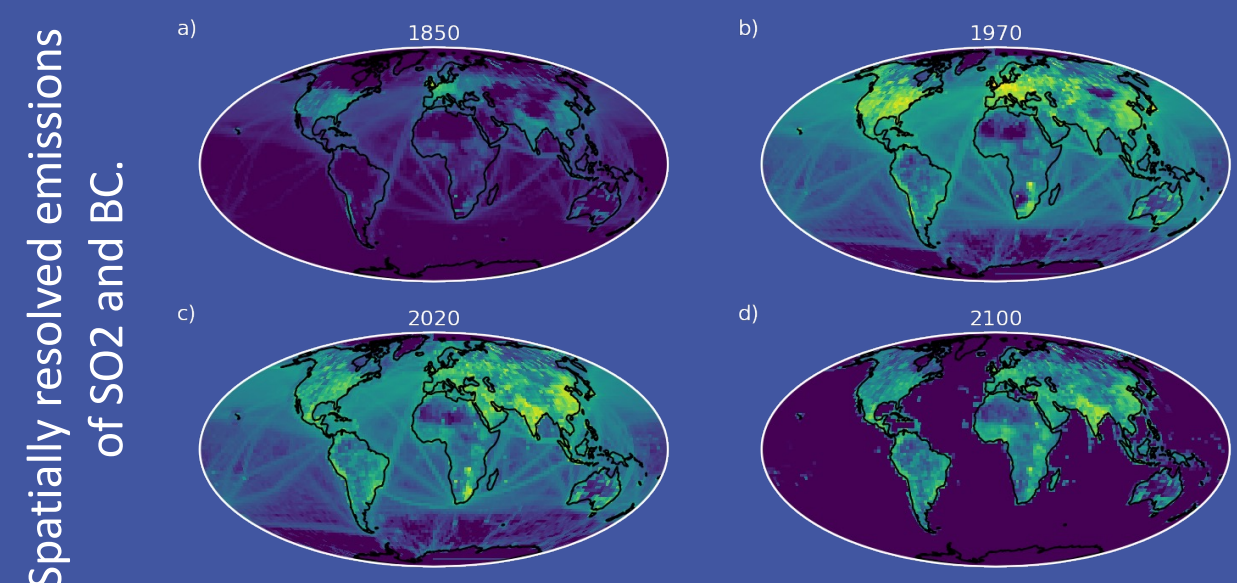 Spatially resolved emissions
of SO2 and BC.
a)
1850
b)
1970
c)
2020
d)
2100